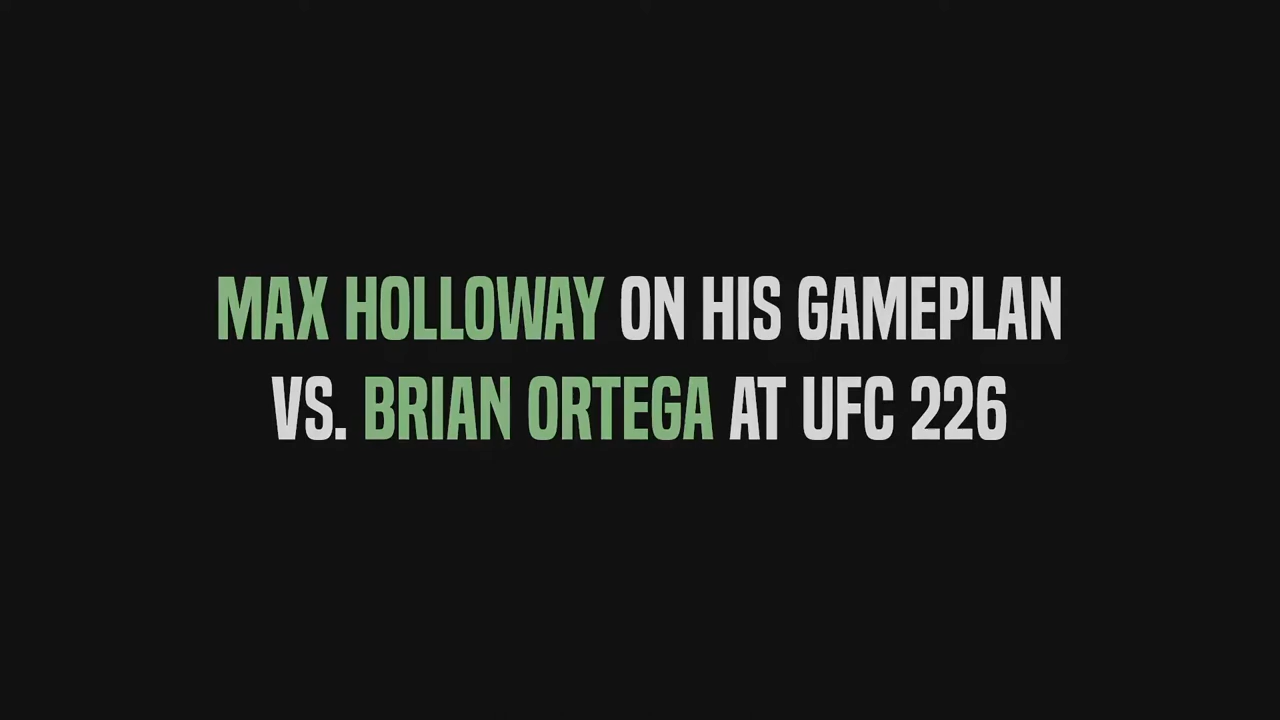 MAX HOLLOWAY ON HIS GAMEPLAN
VS. BRIAN ORTEGA AT UFC 226